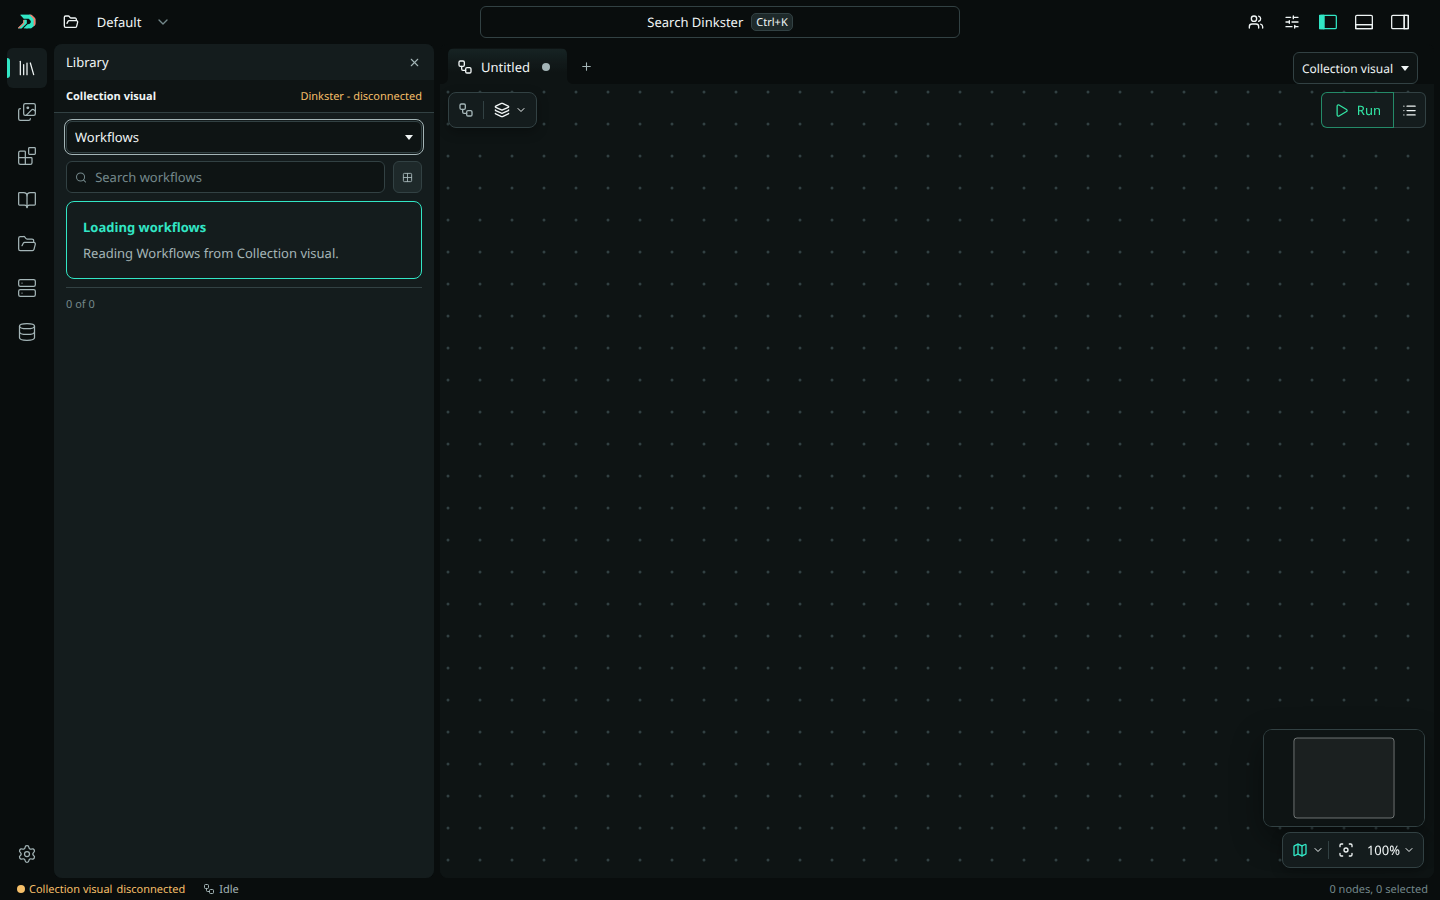 Default
Search Dinkster Ctrl+K
Library
Untitled
Collection visual
Collection visual Dinkster - disconnected
Run
Workflows
Search workflows
Loading workflows
Reading Workflows from Collection visual.
0 of 0
100%
Collection visual disconnected
Idle
0 nodes, 0 selected